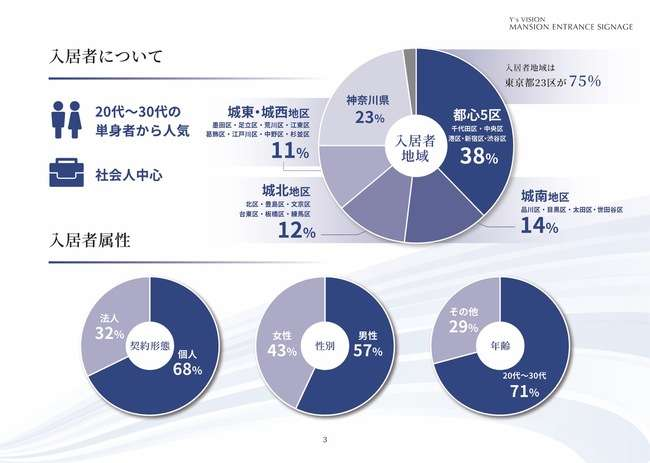 Y's VISION
MANSION ENTRANCE SIGNAGE
入居者について
20代〜30代の
単身者から人気
社会人中心
入居者地域は
東京都23区が75%
入居者
地域
都心5区
千代田区・中央区
港区・新宿区・渋谷区
38%
城南地区
品川区・目黒区・太田区・世田谷区
14%
城北地区
北区・豊島区・文京区
台東区・板橋区・練馬区
12%
城東・城西地区
墨田区・足立区・荒川区・江東区
葛飾区・江戸川区・中野区・杉並区
11%
神奈川県
23%
入居者属性
契約形態
法人
32%
個人
68%
性別
女性
43%
男性
57%
年齢
その他
29%
20代〜30代
71%
3